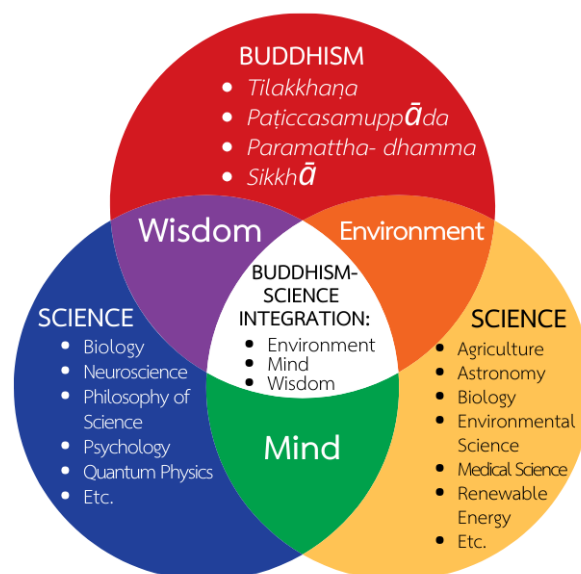 BUDDHISM
• Tilakkhaṇa
• Paṭiccasamuppāda
• Paramattha- dhamma
• Sikkhā
Wisdom
Environment
BUDDHISM-
SCIENCE
INTEGRATION:
• Environment
• Mind
• Wisdom
SCIENCE
• Biology
• Neuroscience
• Philosophy of
Science
• Psychology
• Quantum Physics
• Etc.
SCIENCE
• Agriculture
• Astronomy
• Biology
• Environmental
Science
• Medical Science
• Renewable
Energy
• Etc.
Mind